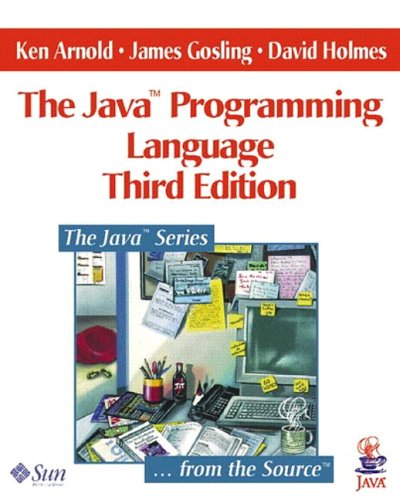 Ken Arnold • James Gosling • David Holmes
The Java™ Programming
Language
Third Edition
The Java™ Series
... from the Source™
Sun
JAVA